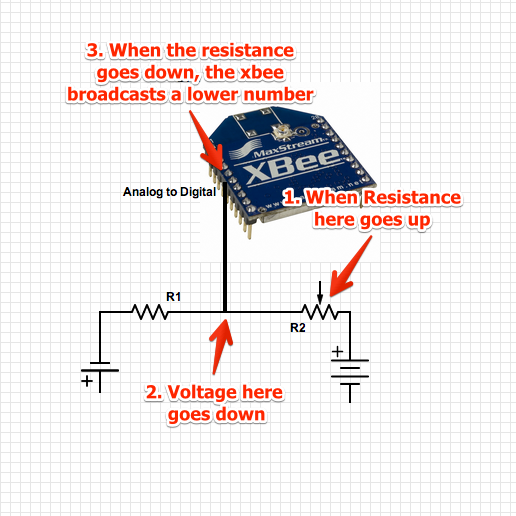 3. When the resistance
goes down, the xbee
broadcasts a lower number
MaxStream
XBee
Analog to Digital
1. When Resistance
here goes up
R1
R2
+
+
2. Voltage here
goes down